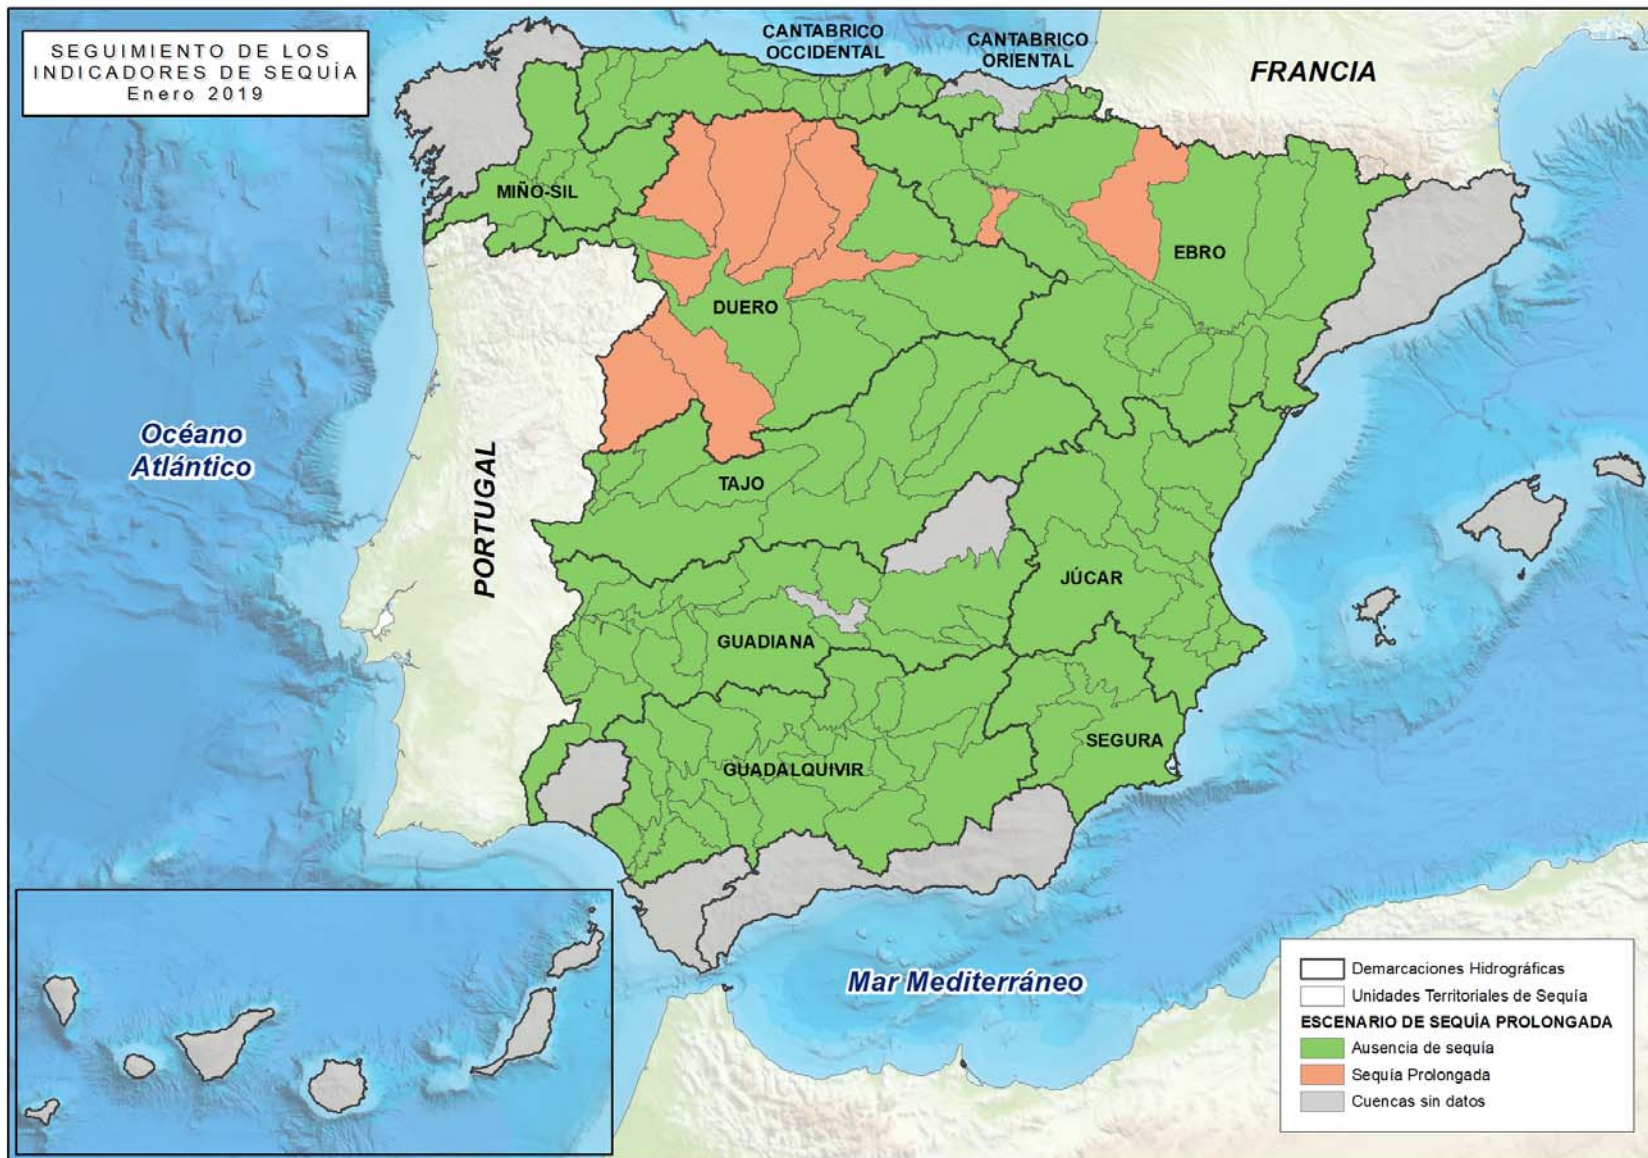 SEGUIMIENTO DE LOS
INDICADORES DE SEQUÍA
Enero 2019
CANTABRICO
OCCIDENTAL
CANTABRICO
ORIENTAL
FRANCIA
MIÑO-SIL
EBRO
DUERO
Océano
Atlántico
PORTUGAL
TAJO
JÚCAR
GUADIANA
SEGURA
GUADALQUIVIR
Mar Mediterráneo
Demarcaciones Hidrográficas
Unidades Territoriales de Sequía
ESCENARIO DE SEQUÍA PROLONGADA
Ausencia de sequía
Sequía Prolongada
Cuencas sin datos